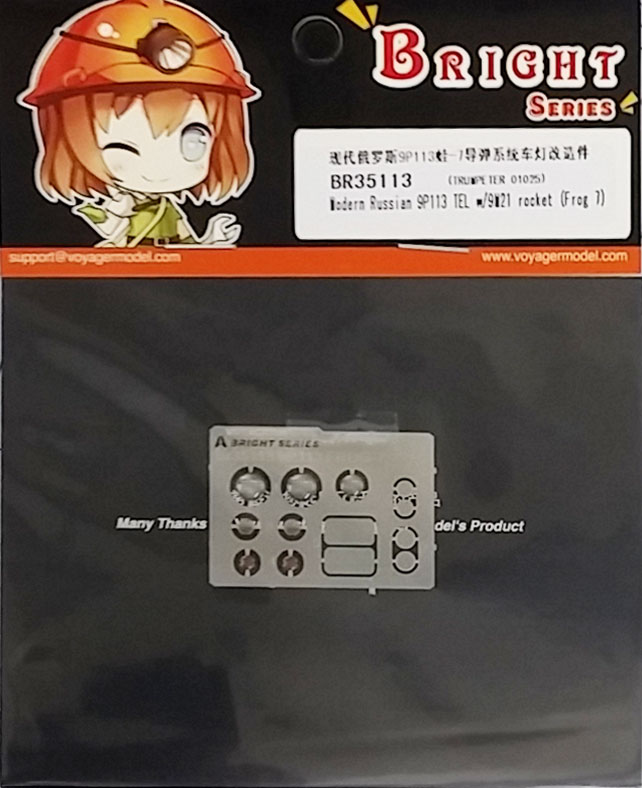 BRIGHT
SERIES
现代俄罗斯9P113蛙-7导弹系统车灯改造件
BR35113 (TRUMPETER 01025)
Modern Russian 9P113 TEL w/9M21 rocket (Frog 7)
support@voyagermodel.com www.voyagermodel.com
A BRIGHT SERIES
Many Thanks del's Product